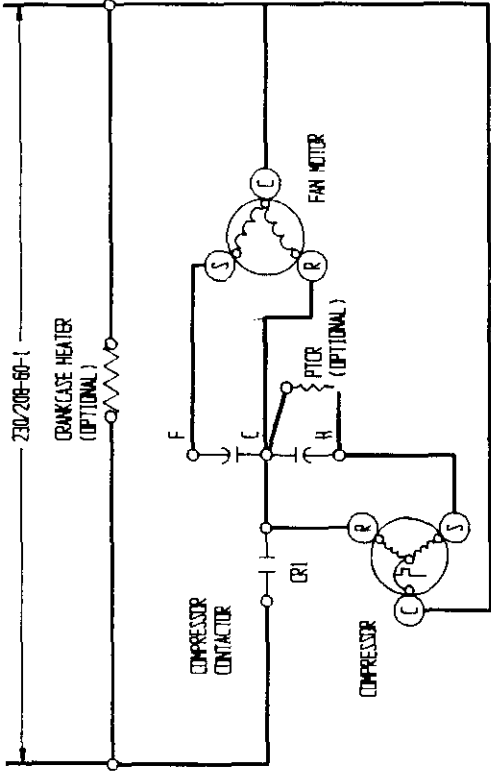 230/208-60-1
CRANKCASE HEATER
(OPTIONAL)
COMPRESSOR
CONTACTOR
CR1
F
C
H
S
C
R
FAN MOTOR
PTCR
(OPTIONAL)
R
C
S
COMPRESSOR